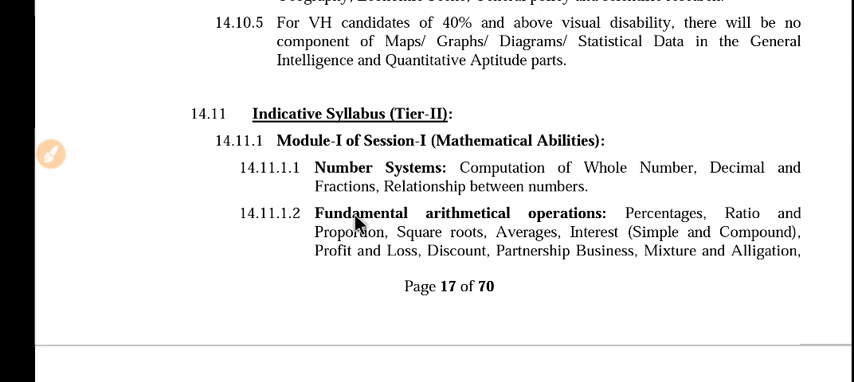 14.10.5 For VH candidates of 40% and above visual disability, there will be no
component of Maps/ Graphs/ Diagrams/ Statistical Data in the General
Intelligence and Quantitative Aptitude parts.
14.11 Indicative Syllabus (Tier-II):
14.11.1 Module-I of Session-I (Mathematical Abilities):
14.11.1.1 Number Systems: Computation of Whole Number, Decimal and
Fractions, Relationship between numbers.
14.11.1.2 Fundamental arithmetical operations: Percentages, Ratio and
Proportion, Square roots, Averages, Interest (Simple and Compound),
Profit and Loss, Discount, Partnership Business, Mixture and Alligation,
Page 17 of 70